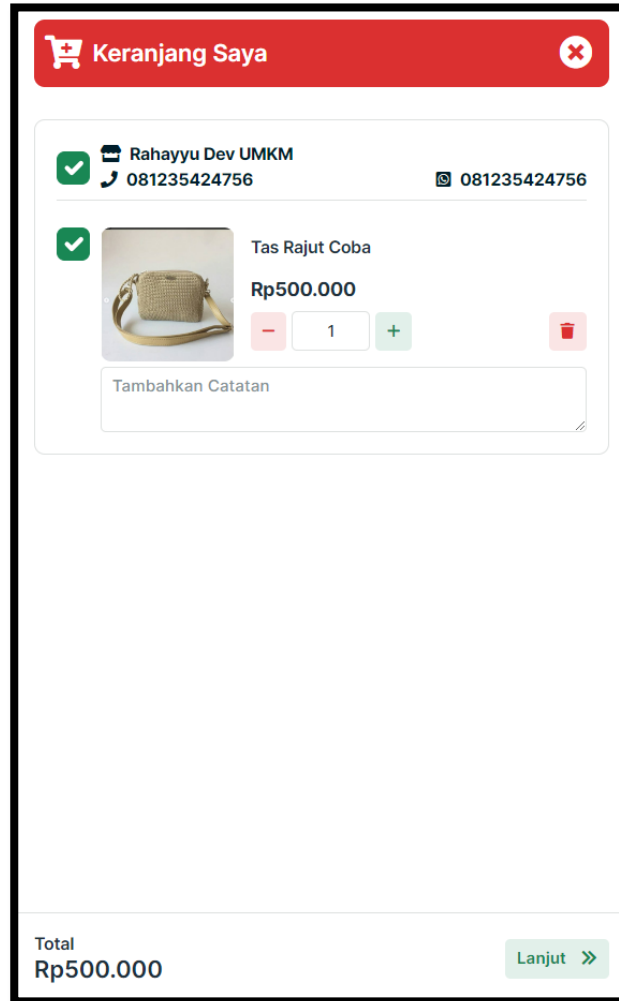 Keranjang Saya
Rahayyu Dev UMKM
081235424756 081235424756
Tas Rajut Coba
Rp500.000
1
Tambahkan Catatan
Total
Rp500.000
Lanjut